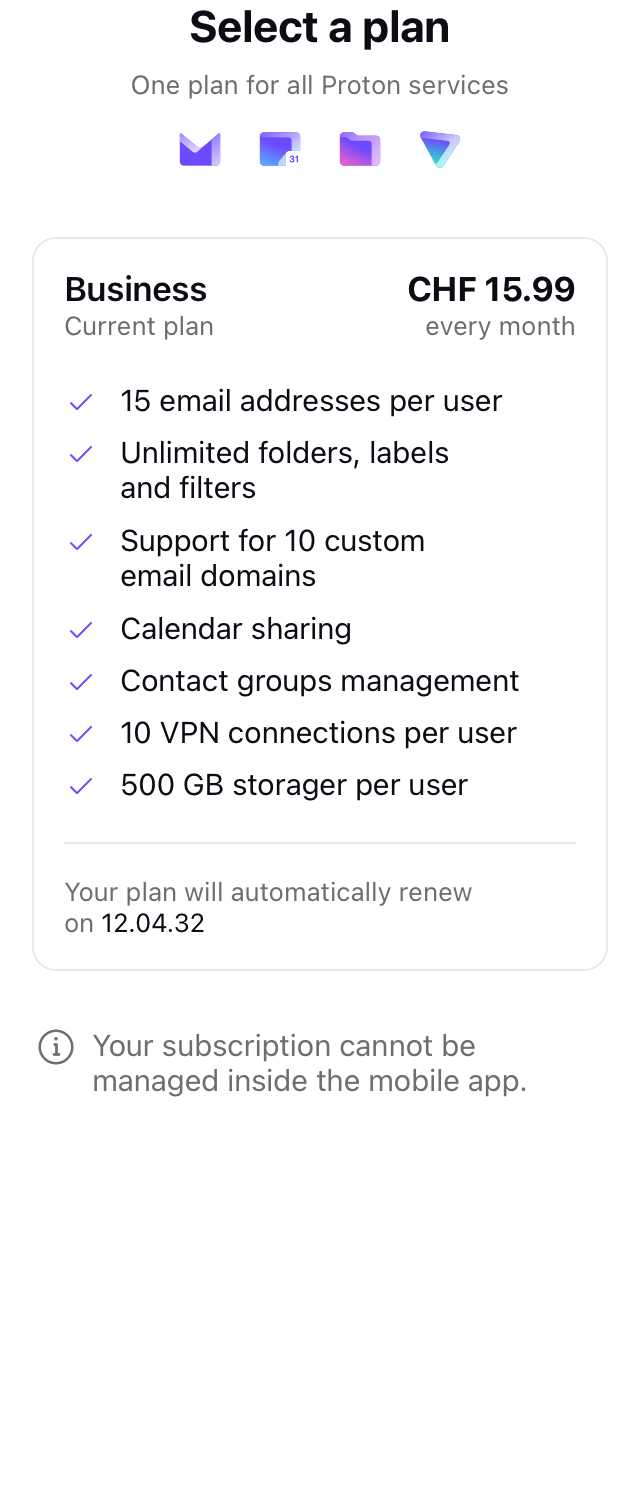 Select a plan
One plan for all Proton services
31
Business
CHF 15.99
Current plan
every month
15 email addresses per user
Unlimited folders, labels
and filters
Support for 10 custom
email domains
Calendar sharing
Contact groups management
10 VPN connections per user
500 GB storager per user
Your plan will automatically renew
on 12.04.32
Your subscription cannot be
managed inside the mobile app.